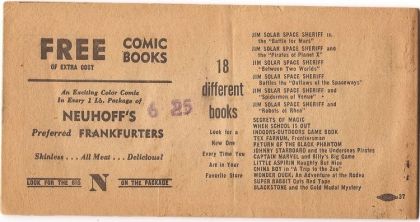 FREE COMIC BOOKS
OF EXTRA COST
An Exciting Color Comic
In Every 1 Lb. Package of
NEUHOFF'S
Preferred FRANKFURTERS
Skinless . . . All Meat . . . Delicious!
LOOK FOR THE BIG N ON THE PACKAGE
6 25
18
different
books
Look for a
New One
Every Time You
Are in Your
Favorite Store
JIM SOLAR SPACE SHERIFF in
the "Battle for Mars"
JIM SOLAR SPACE SHERIFF and
the "Pirates of Planet X"
JIM SOLAR SPACE SHERIFF
"Between Two Worlds"
JIM SOLAR SPACE SHERIFF
Battles the "Outlaws of the Spaceways"
JIM SOLAR SPACE SHERIFF and
"Spidermen of Venus"
JIM SOLAR SPACE SHERIFF and
"Robots of Rhea"
SECRETS OF MAGIC
WHEN SCHOOL IS OUT
INDOORS-OUTDOORS GAME BOOK
TEX FARNUM, Frontiersman
RETURN OF THE BLACK PHANTOM
JOHNNY STARBOARD and the Underseas Pirates
CAPTAIN MARVEL and Billy's Big Game
LITTLE ASPIRIN Naughty But Nice
CHINA BOY in "A Trip to the Zoo"
WONDER DUCK, An Adventure at the Rodeo
SUPER RABBIT Cuts Red Tape
BLACKSTONE and the Gold Medal Mystery
37